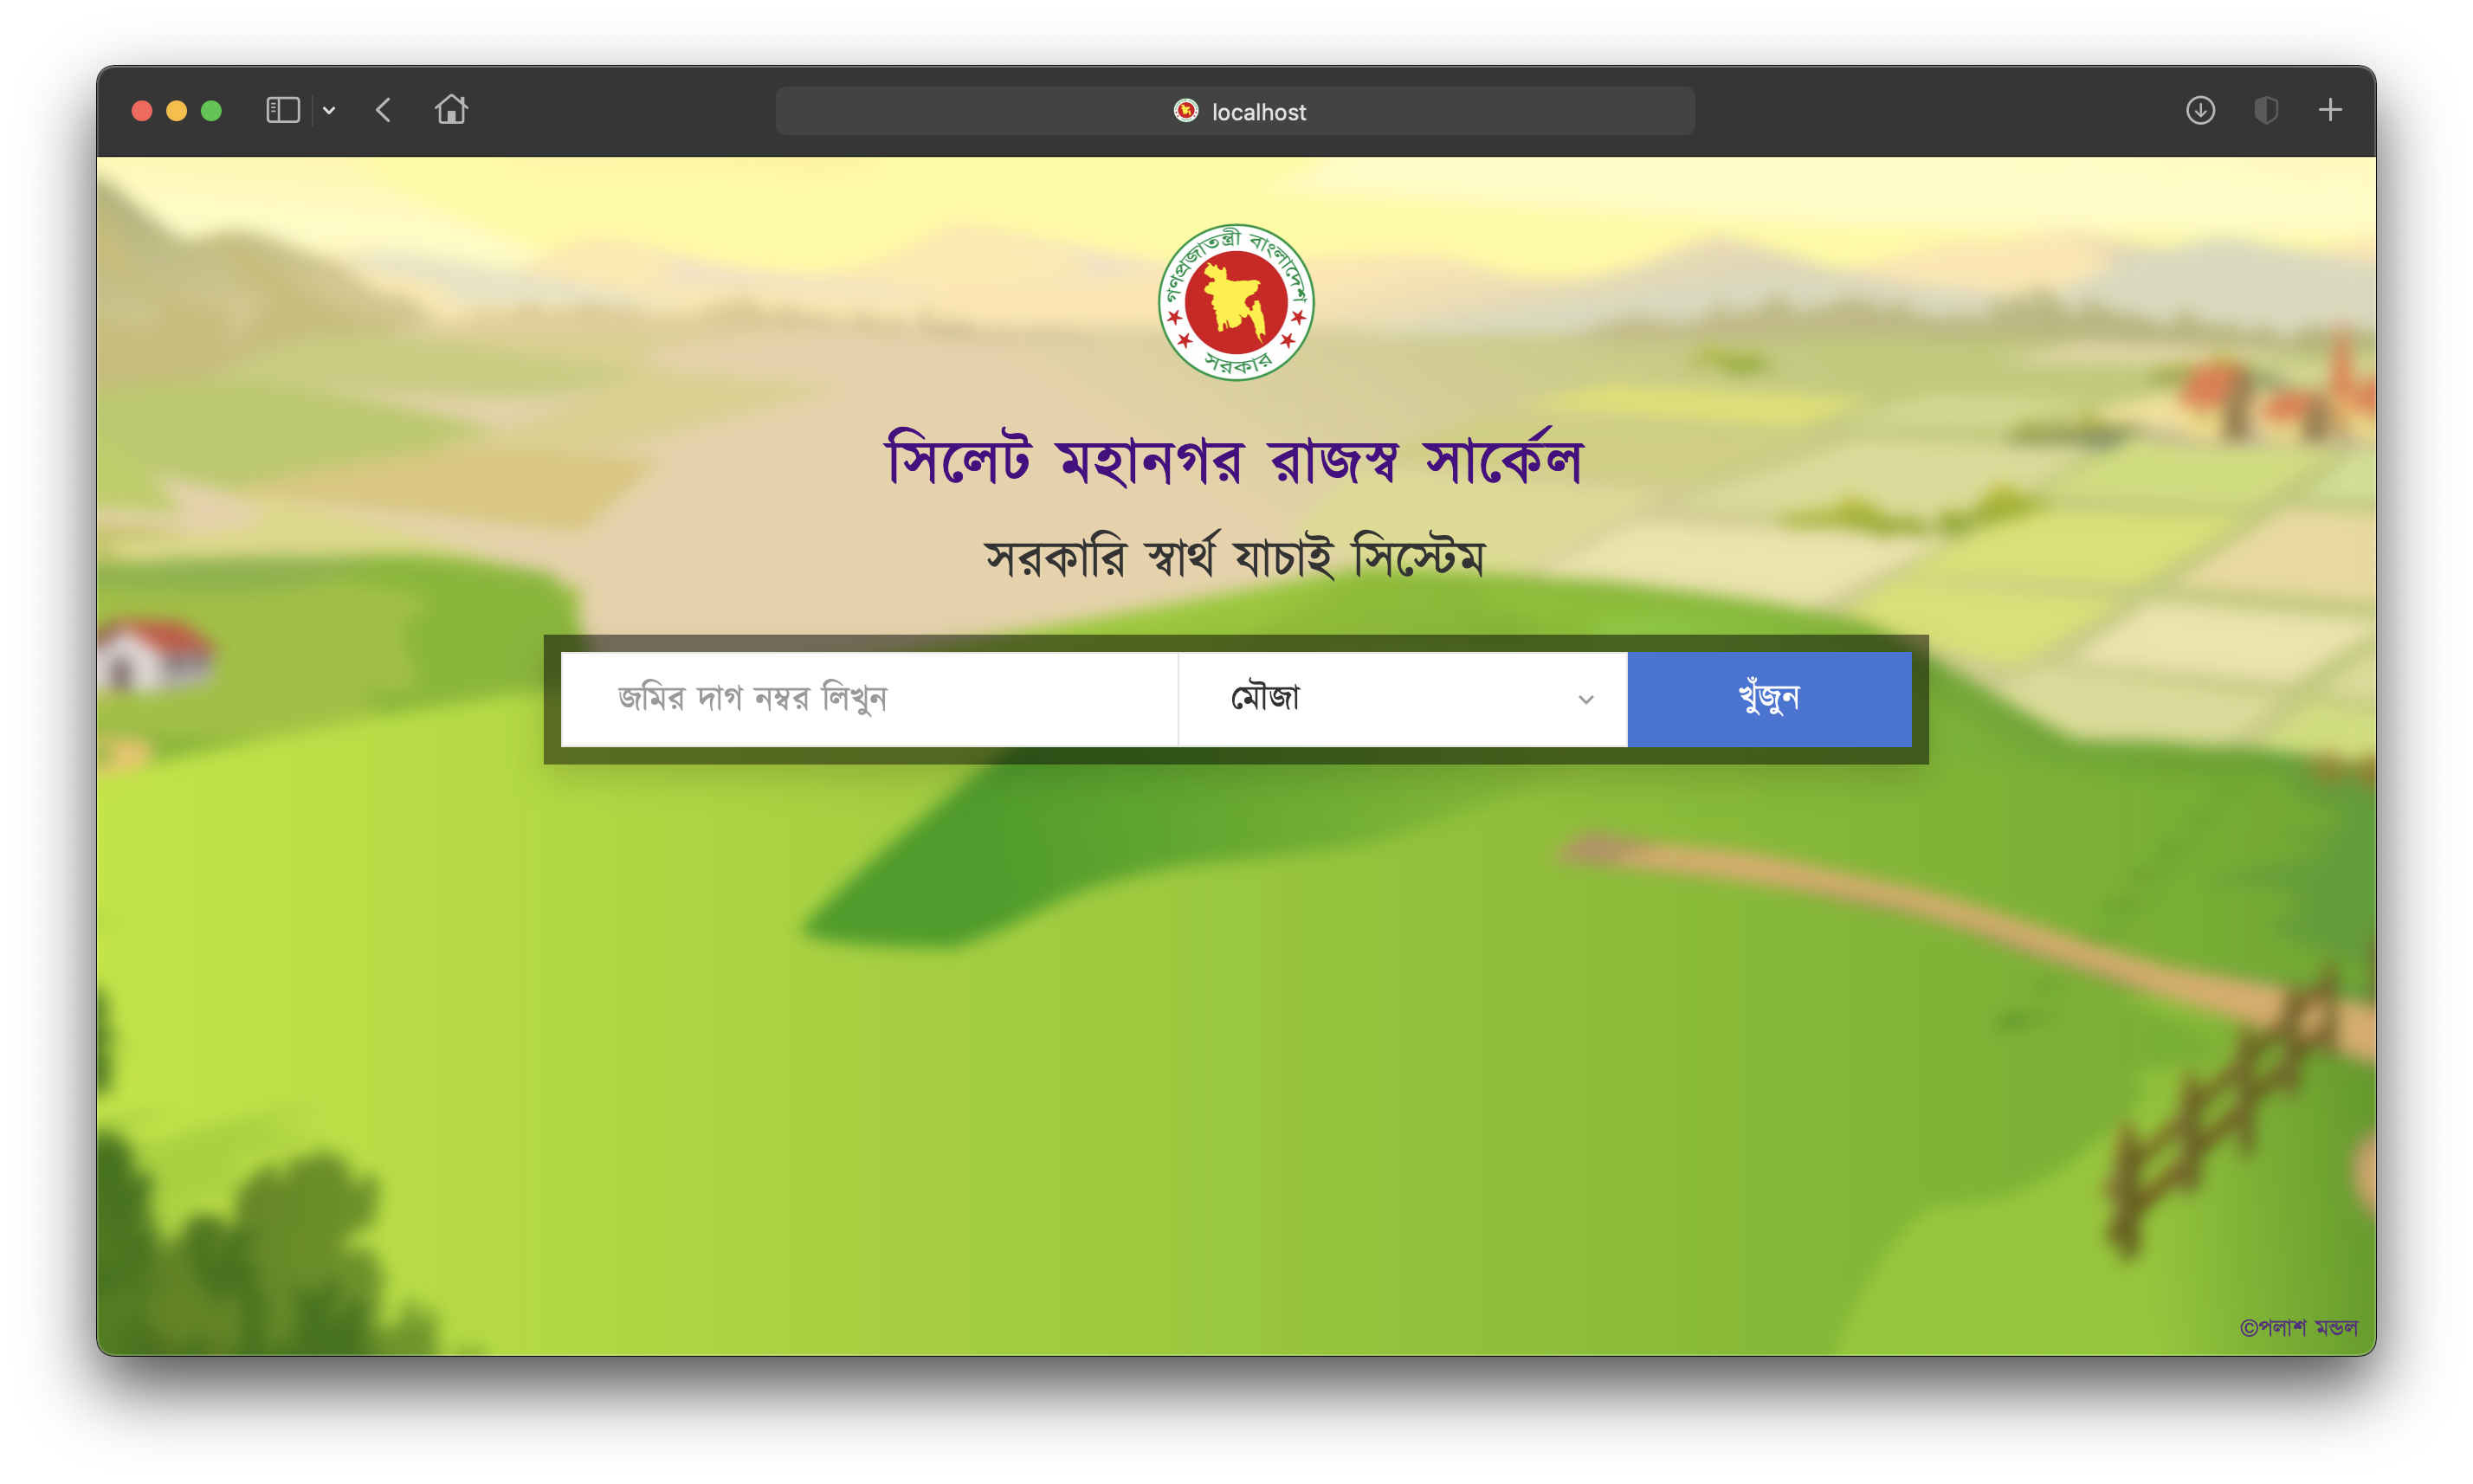 localhost
গণপ্রজাতন্ত্রী বাংলাদেশ
সরকার
সিলেট মহানগর রাজস্ব সার্কেল
সরকারি স্বার্থ যাচাই সিস্টেম
জমির দাগ নম্বর লিখুন
মৌজা
খুঁজুন
©পলাশ মন্ডল